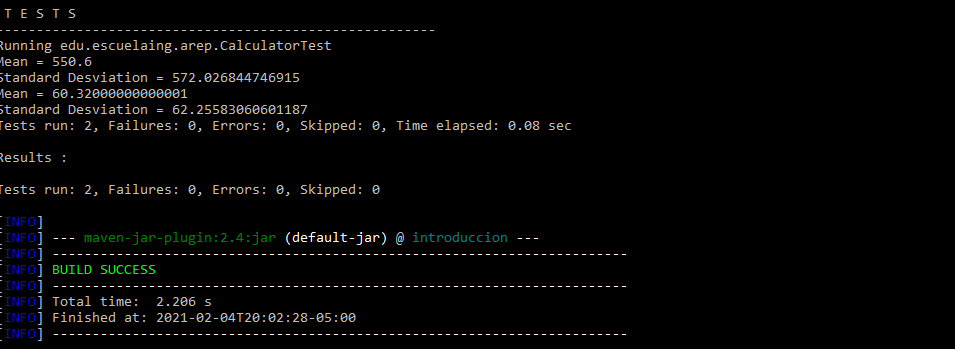 T E S T S
-------------------------------------------------------
Running edu.escuelaing.arep.CalculatorTest
Mean = 550.6
Standard Desviation = 572.026844746915
Mean = 60.32000000000001
Standard Desviation = 62.25583060601187
Tests run: 2, Failures: 0, Errors: 0, Skipped: 0, Time elapsed: 0.08 sec
Results :
Tests run: 2, Failures: 0, Errors: 0, Skipped: 0
[INFO]
[INFO] --- maven-jar-plugin:2.4:jar (default-jar) @ introduccion ---
[INFO] ------------------------------------------------------------------------
[INFO] BUILD SUCCESS
[INFO] ------------------------------------------------------------------------
[INFO] Total time:  2.206 s
[INFO] Finished at: 2021-02-04T20:02:28-05:00
[INFO] ------------------------------------------------------------------------